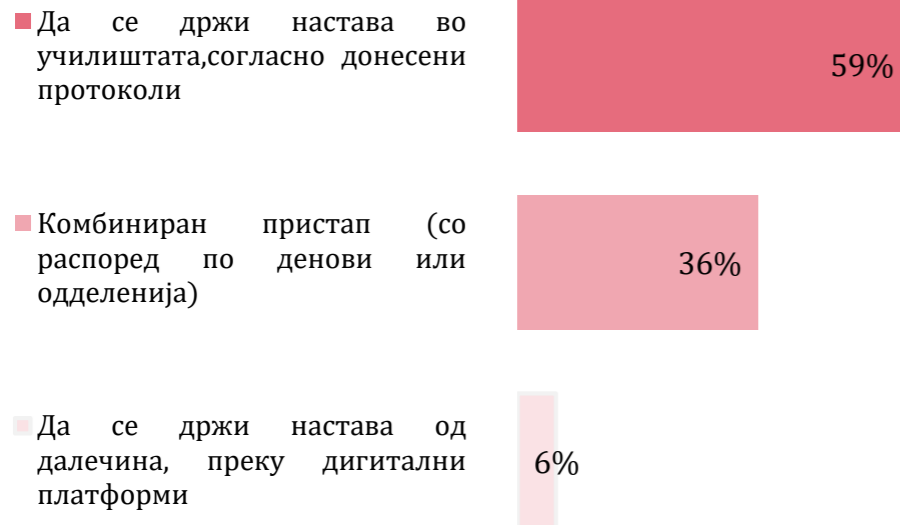 Да се држи настава во
училиштата,согласно донесени
протоколи
59%
Комбиниран пристап (со
распоред по денови или
одделенија)
36%
Да се држи настава од
далечина, преку дигитални
платформи
6%